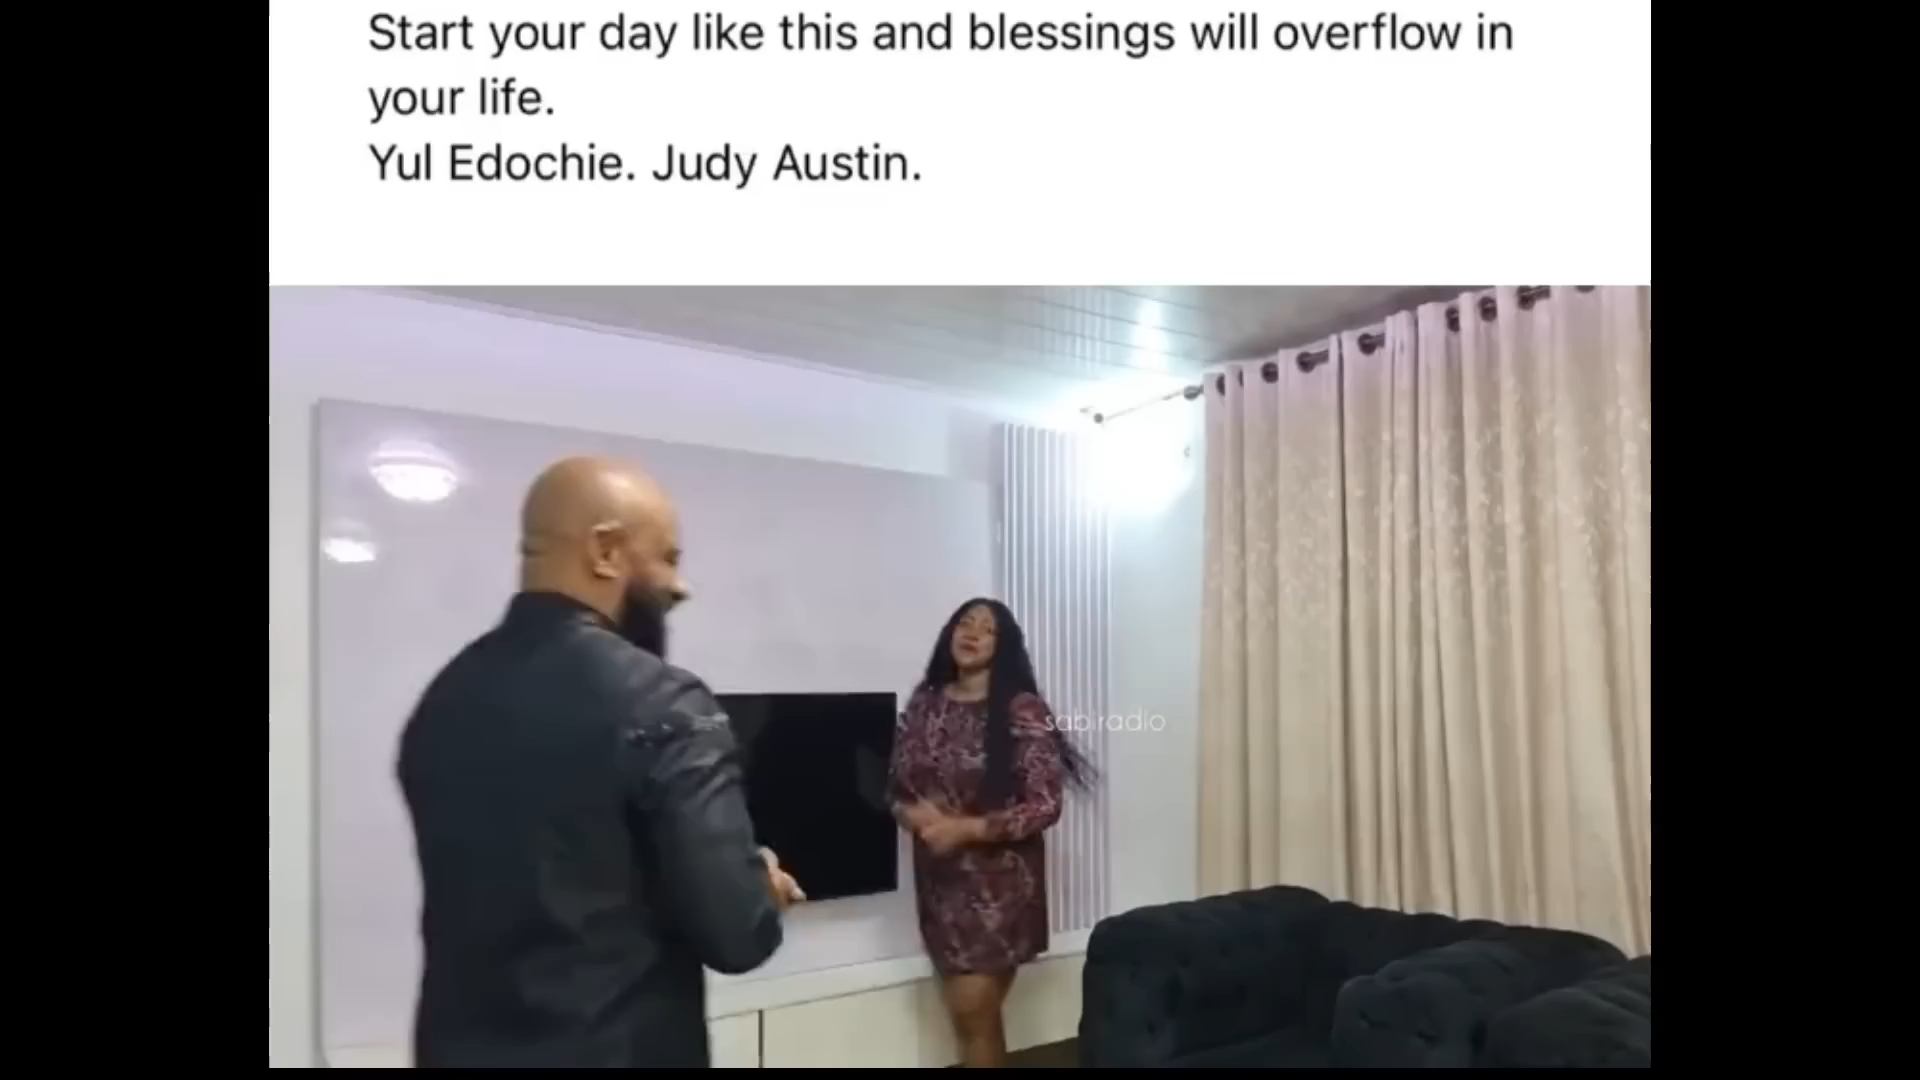 Start your day like this and blessings will overflow in
your life.
Yul Edochie. Judy Austin.
sabiradio